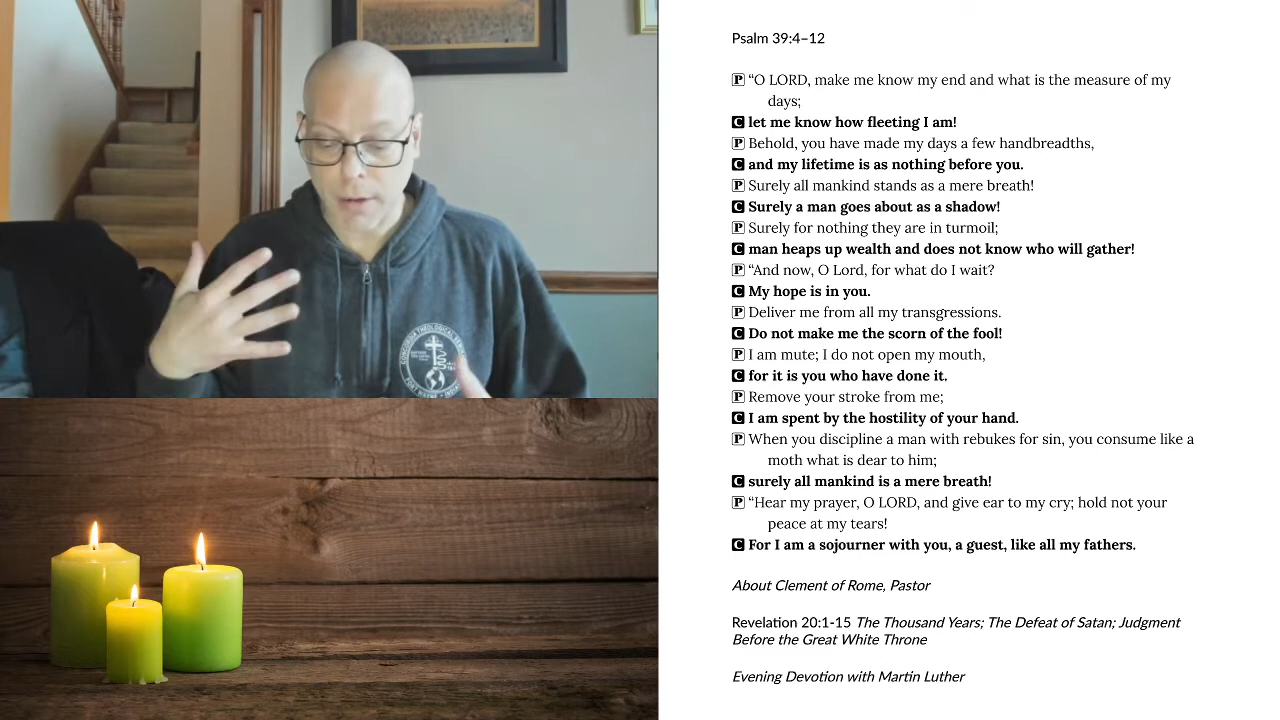 CONCORDIA THEOLOGICAL
FORT WAYNE
Psalm 39:4–12
P “O LORD, make me know my end and what is the measure of my
days;
C let me know how fleeting I am!
P Behold, you have made my days a few handbreadths,
C and my lifetime is as nothing before you.
P Surely all mankind stands as a mere breath!
C Surely a man goes about as a shadow!
P Surely for nothing they are in turmoil;
C man heaps up wealth and does not know who will gather!
P “And now, O Lord, for what do I wait?
C My hope is in you.
P Deliver me from all my transgressions.
C Do not make me the scorn of the fool!
P I am mute; I do not open my mouth,
C for it is you who have done it.
P Remove your stroke from me;
C I am spent by the hostility of your hand.
P When you discipline a man with rebukes for sin, you consume like a
moth what is dear to him;
C surely all mankind is a mere breath!
P “Hear my prayer, O LORD, and give ear to my cry; hold not your
peace at my tears!
C For I am a sojourner with you, a guest, like all my fathers.
About Clement of Rome, Pastor
Revelation 20:1-15 The Thousand Years; The Defeat of Satan; Judgment
Before the Great White Throne
Evening Devotion with Martin Luther